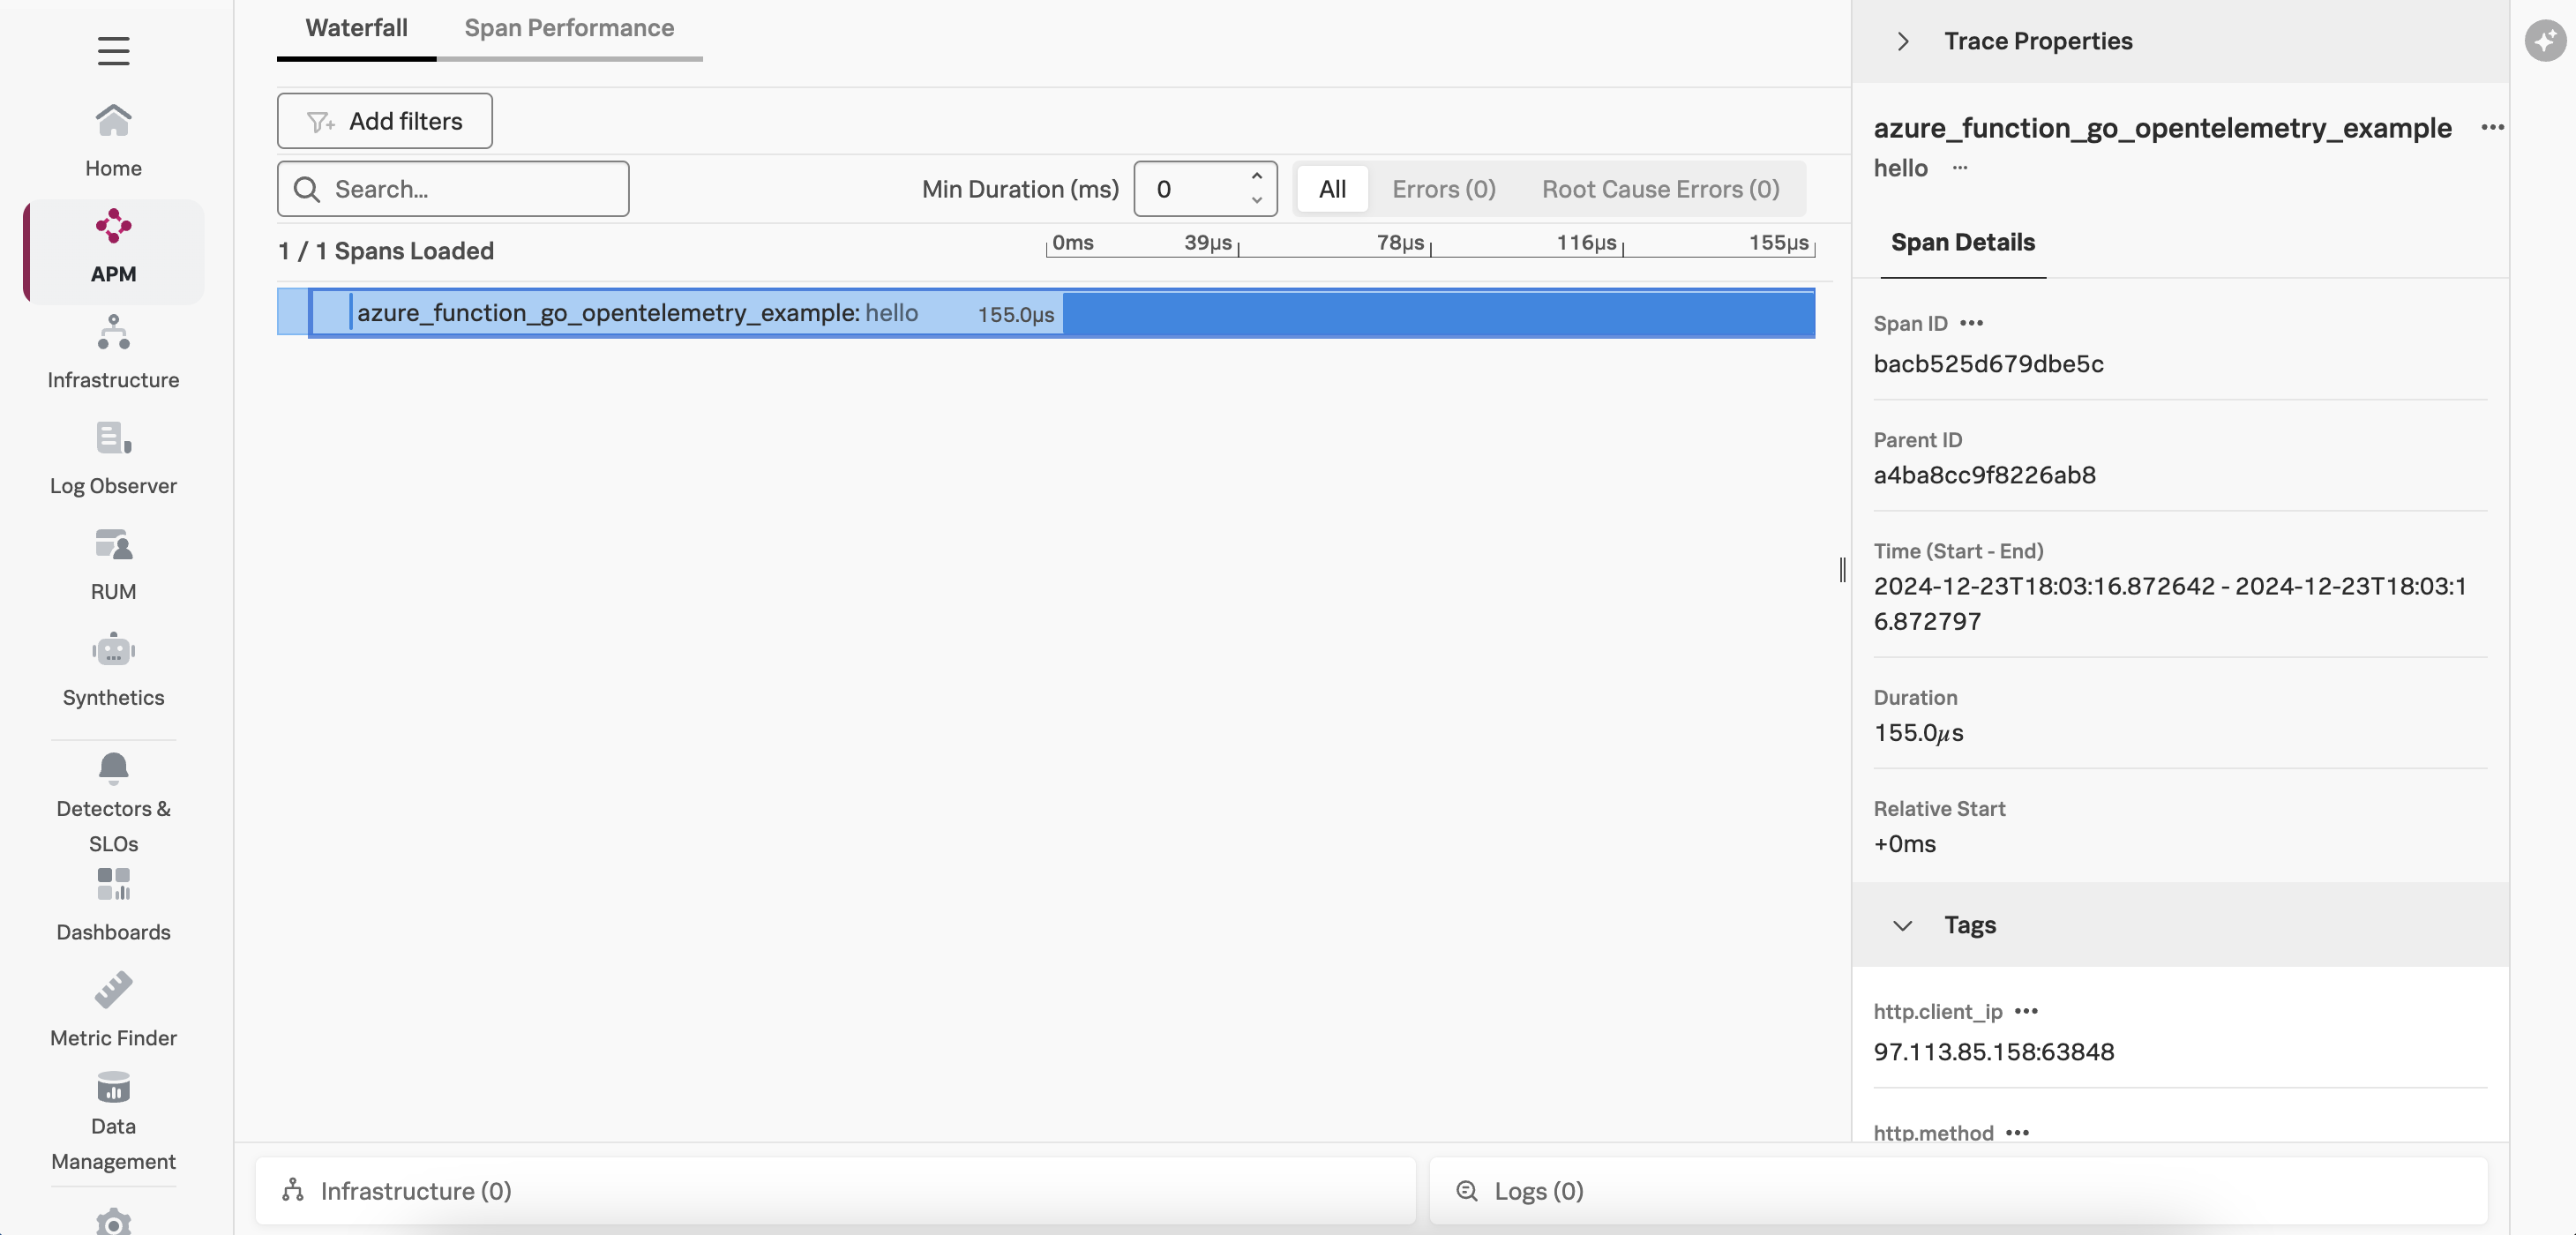 Home
APM
Infrastructure
Log Observer
RUM
Synthetics
Detectors &
SLOs
Dashboards
Metric Finder
Data
Management
Waterfall
Span Performance
Add filters
Search...
Min Duration (ms)
0
All
Errors (0)
Root Cause Errors (0)
1 / 1 Spans Loaded
0ms
39µs
78µs
116µs
155µs
azure_function_go_opentelemetry_example: hello
155.0µs
Infrastructure (0)
Logs (0)
Trace Properties
azure_function_go_opentelemetry_example
hello
Span Details
Span ID
bacb525d679dbe5c
Parent ID
a4ba8cc9f8226ab8
Time (Start - End)
2024-12-23T18:03:16.872642 - 2024-12-23T18:03:1
6.872797
Duration
155.0µs
Relative Start
+0ms
Tags
http.client_ip
97.113.85.158:63848
http.method